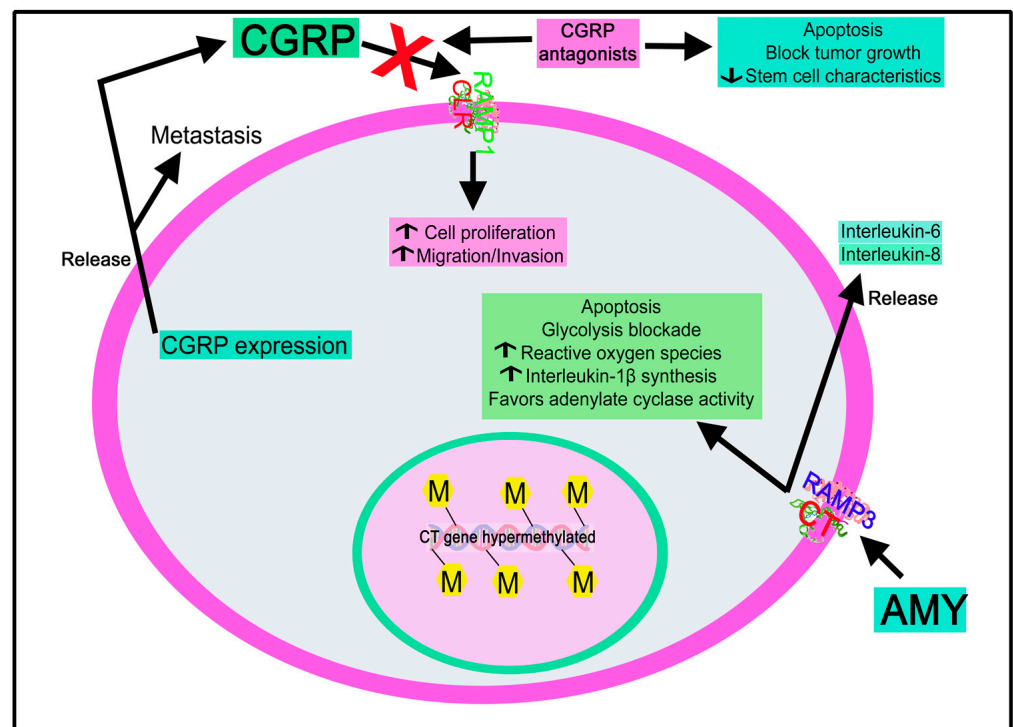 CGRP
CGRP
antagonists
Apoptosis
Block tumor growth
Stem cell characteristics
RAMP1
CLR
Metastasis
Cell proliferation
Migration/Invasion
Interleukin-6
Interleukin-8
Release
Release
CGRP expression
Apoptosis
Glycolysis blockade
Reactive oxygen species
Interleukin-1β synthesis
Favors adenylate cyclase activity
M
M
M
CT gene hypermethylated
M
M
M
RAMP3
CT
AMY